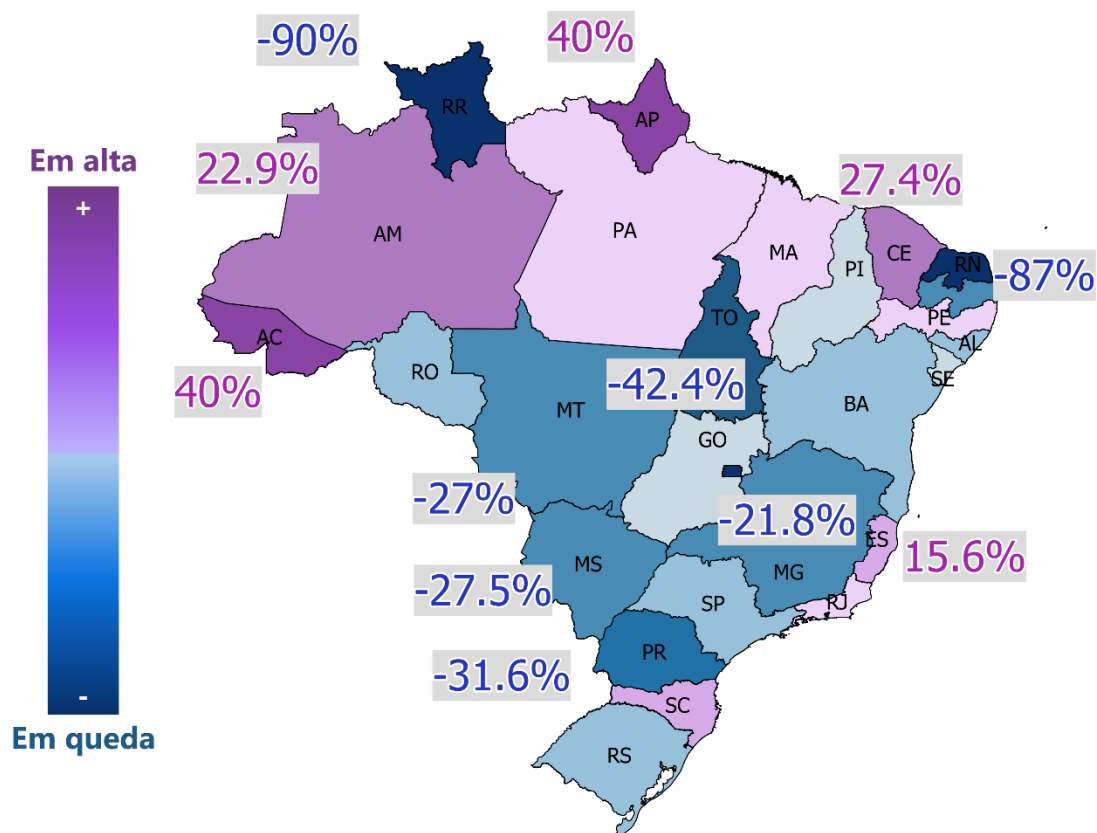 -90%
40%
RR
AP
Em alta
+
22.9%
27.4%
AM
PA
MA
PI
CE
RN
-87%
TO
PE
AC
AL
RO
SE
40%
-42.4%
BA
MT
GO
-27%
-21.8%
ES
15.6%
MS
MG
-27.5%
SP
RJ
PR
-31.6%
SC
-
Em queda
RS